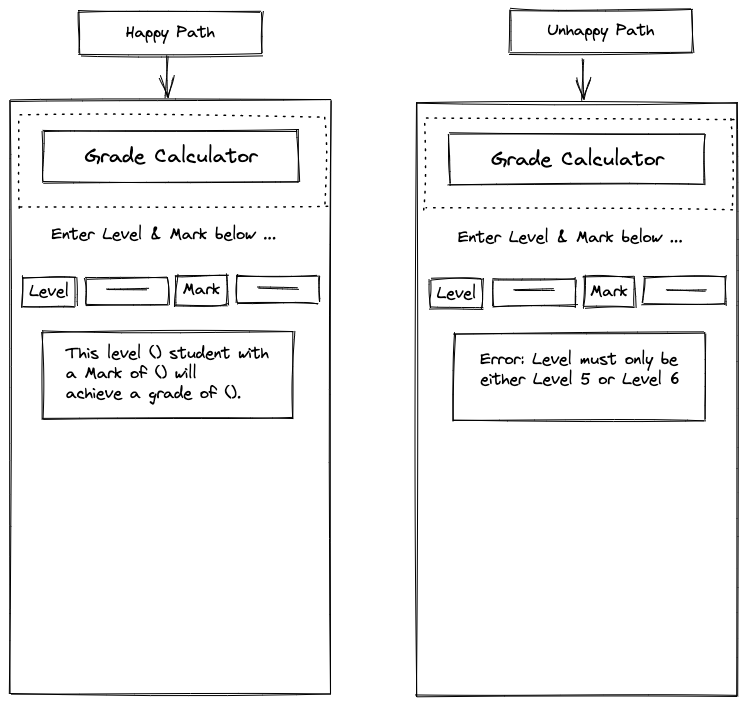 Happy Path
Grade Calculator
Enter Level & Mark below ...
Level
Mark
This level () student with
a Mark of () will
achieve a grade of ().
Unhappy Path
Grade Calculator
Enter Level & Mark below ...
Level
Mark
Error: Level must only be
either Level 5 or Level 6